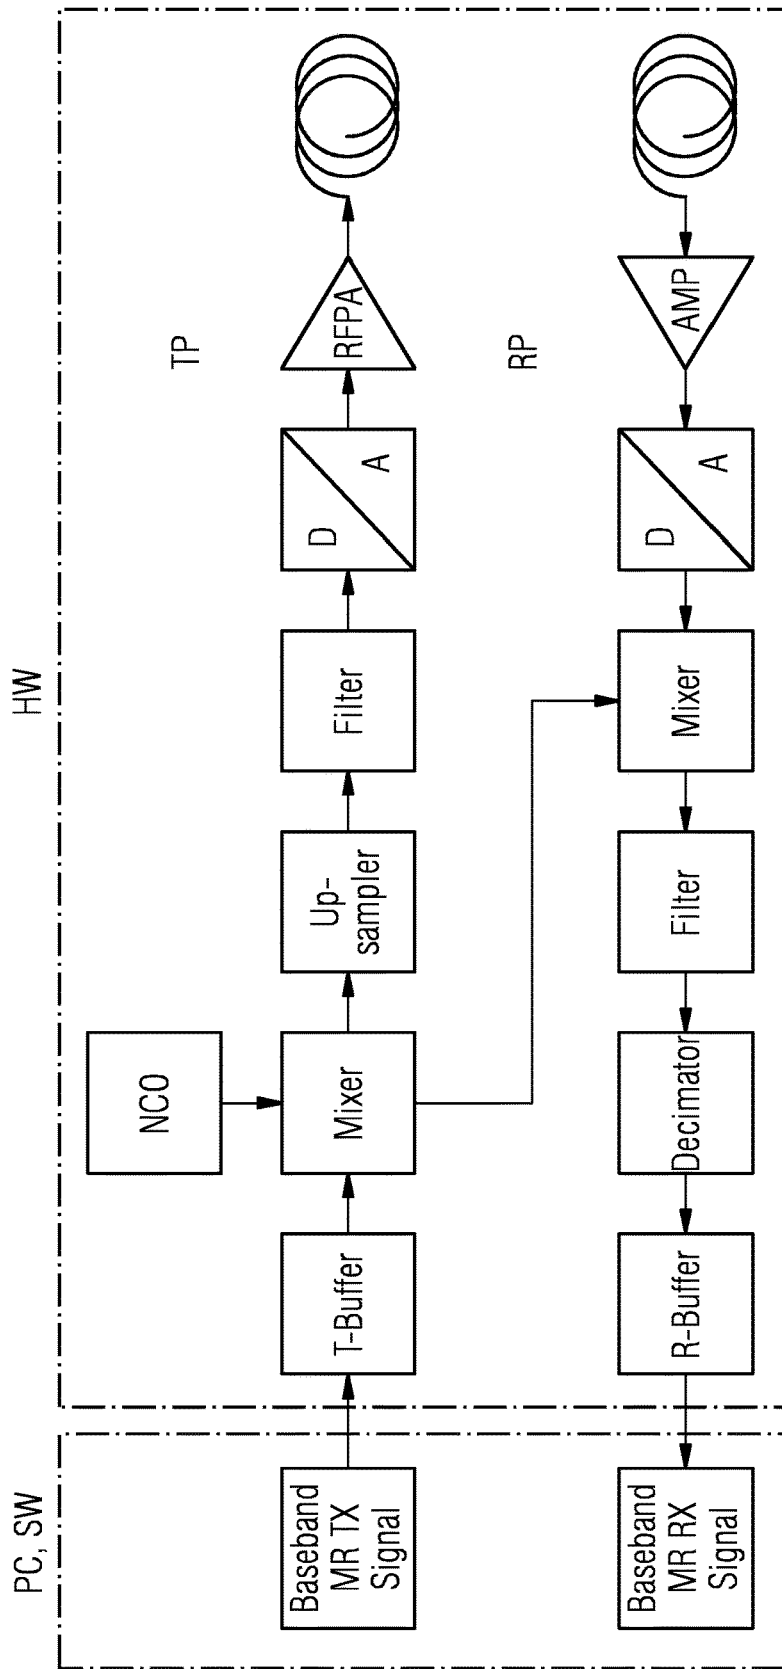 PC, SW
HW
Baseband
MR TX
Signal
T-Buffer
NCO
Mixer
Up-
sampler
Filter
D
A
RFPA
TP
Baseband
MR RX
Signal
R-Buffer
Decimator
Filter
Mixer
D
A
AMP
RP